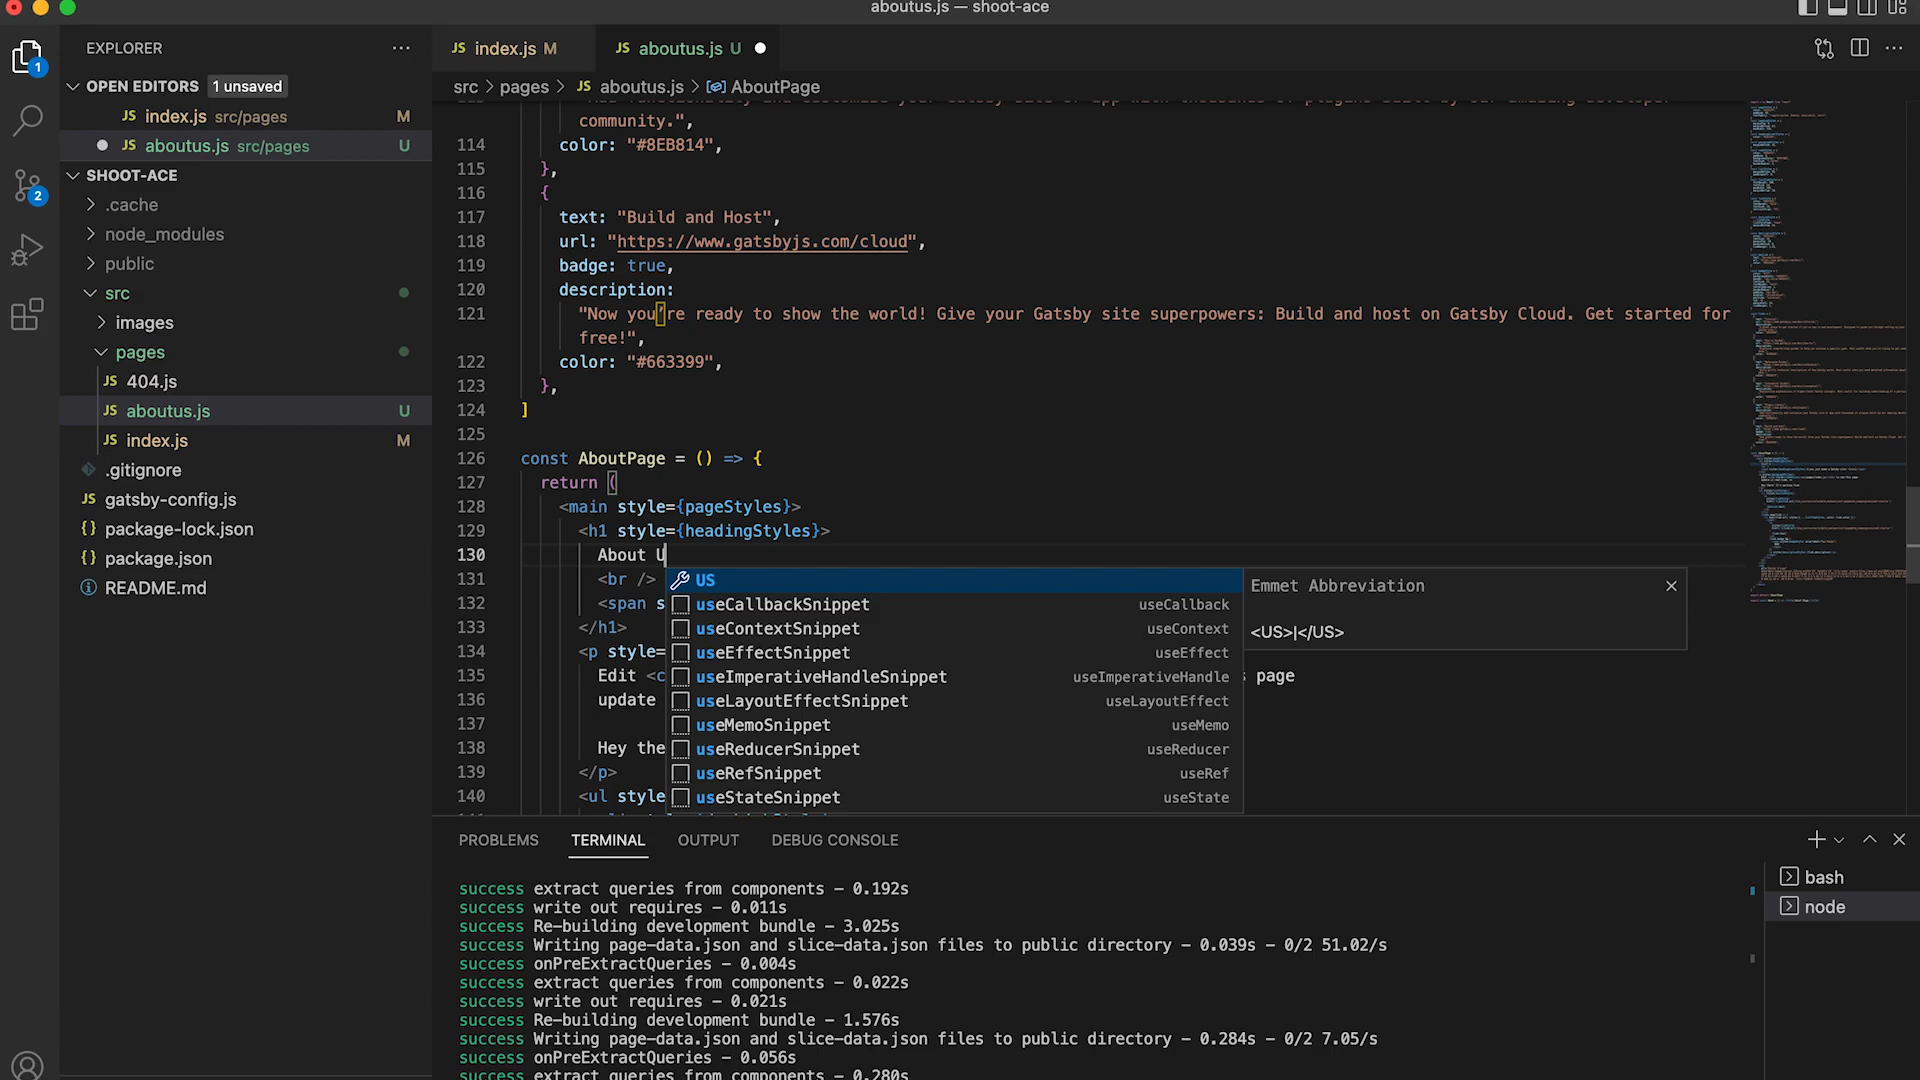 aboutus.js — shoot-ace
EXPLORER
OPEN EDITORS 1 unsaved
JS index.js src/pages M
JS aboutus.js src/pages U
SHOOT-ACE
.cache
node_modules
public
src
images
pages
JS 404.js
JS aboutus.js U
JS index.js M
.gitignore
JS gatsby-config.js
{} package-lock.json
{} package.json
README.md
1
2
JS index.js M
JS aboutus.js U
src > pages > JS aboutus.js > AboutPage
community.",
114 color: "#8EB814",
115 },
116 {
117 text: "Build and Host",
118 url: "https://www.gatsbyjs.com/cloud",
119 badge: true,
120 description:
121 "Now you’re ready to show the world! Give your Gatsby site superpowers: Build and host on Gatsby Cloud. Get started for
free!",
122 color: "#663399",
123 },
124 ]
125
126 const AboutPage = () => {
127 return (
128 <main style={pageStyles}>
129 <h1 style={headingStyles}>
130 About U
131 <br />
132 <span s
133 </h1>
134 <p style=
135 Edit <c page
136 update
137
138 Hey the
139 </p>
140 <ul style
US
useCallbackSnippet useCallback
useContextSnippet useContext
useEffectSnippet useEffect
useImperativeHandleSnippet useImperativeHandle
useLayoutEffectSnippet useLayoutEffect
useMemoSnippet useMemo
useReducerSnippet useReducer
useRefSnippet useRef
useStateSnippet useState
Emmet Abbreviation
<US>|</US>
PROBLEMS TERMINAL OUTPUT DEBUG CONSOLE
success extract queries from components – 0.192s
success write out requires – 0.011s
success Re-building development bundle – 3.025s
success Writing page-data.json and slice-data.json files to public directory – 0.039s – 0/2 51.02/s
success onPreExtractQueries – 0.004s
success extract queries from components – 0.022s
success write out requires – 0.021s
success Re-building development bundle – 1.576s
success Writing page-data.json and slice-data.json files to public directory – 0.284s – 0/2 7.05/s
success onPreExtractQueries – 0.056s
success extract queries from components – 0.280s
bash
node